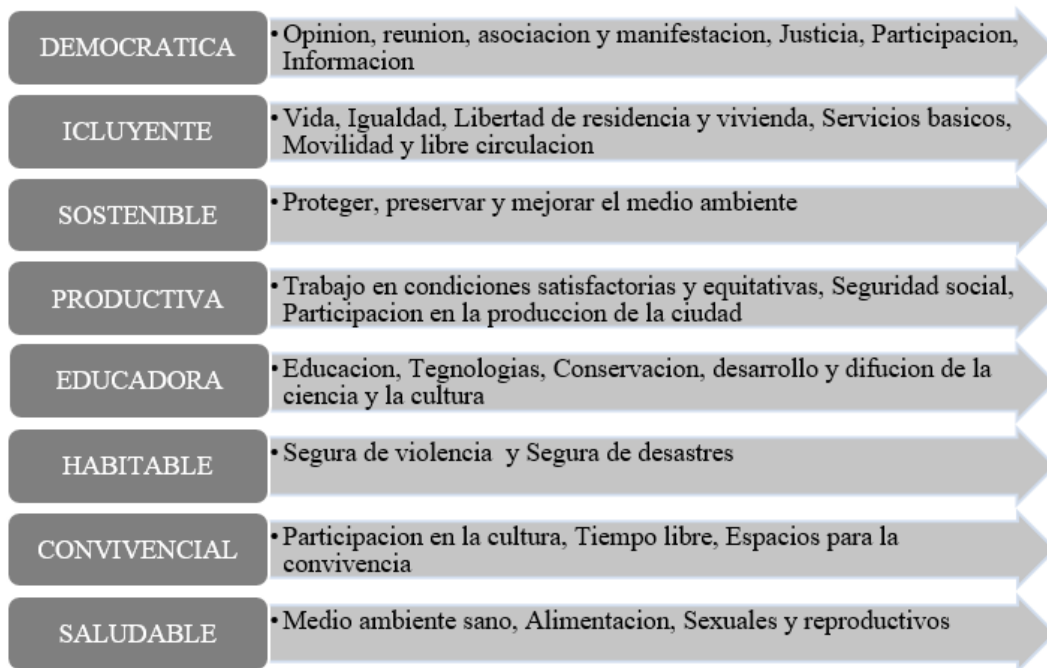 DEMOCRATICA
• Opinion, reunion, asociacion y manifestacion, Justicia, Participacion,
Informacion
ICLUYENTE
• Vida, Igualdad, Libertad de residencia y vivienda, Servicios basicos,
Movilidad y libre circulacion
SOSTENIBLE
• Proteger, preservar y mejorar el medio ambiente
PRODUCTIVA
• Trabajo en condiciones satisfactorias y equitativas, Seguridad social,
Participacion en la produccion de la ciudad
EDUCADORA
• Educacion, Tegnologias, Conservacion, desarrollo y difucion de la
ciencia y la cultura
HABITABLE
• Segura de violencia  y Segura de desastres
CONVIVENCIAL
• Participacion en la cultura, Tiempo libre, Espacios para la
convivencia
SALUDABLE
• Medio ambiente sano, Alimentacion, Sexuales y reproductivos